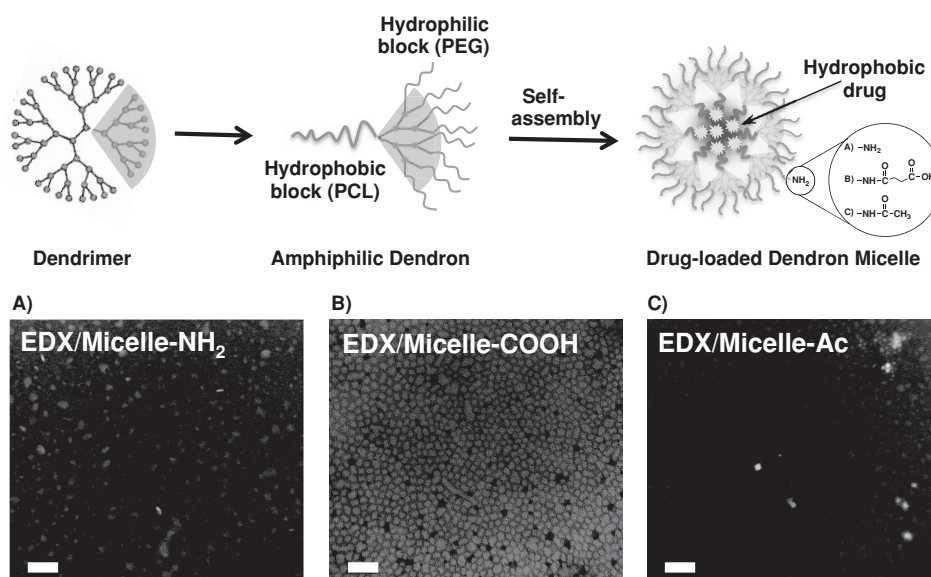 Hydrophilic
block (PEG)
Hydrophobic
block (PCL)
Self-
assembly
Hydrophobic
drug
NH2
A) –NH2
B) –NH–C–C–OH
O
O
C) –NH–C–CH3
O
Dendrimer
Amphiphilic Dendron
Drug-loaded Dendron Micelle
A)
B)
C)
EDX/Micelle-NH2
EDX/Micelle-COOH
EDX/Micelle-Ac